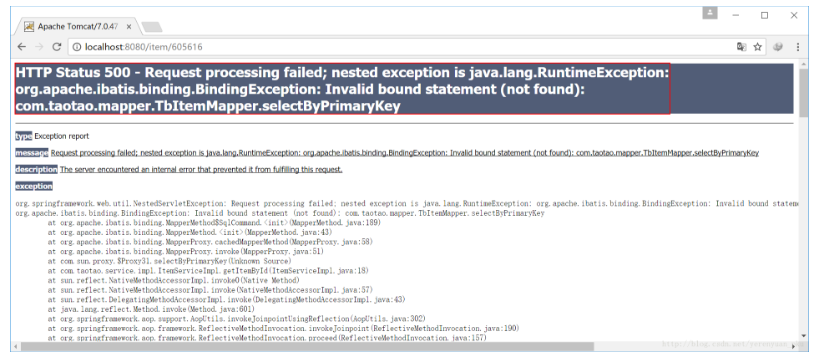 Apache Tomcat/7.0.47
localhost:8080/item/605616
HTTP Status 500 - Request processing failed; nested exception is java.lang.RuntimeException:
org.apache.ibatis.binding.BindingException: Invalid bound statement (not found):
com.taotao.mapper.TbItemMapper.selectByPrimaryKey
type Exception report
message Request processing failed; nested exception is java.lang.RuntimeException: org.apache.ibatis.binding.BindingException: Invalid bound statement (not found): com.taotao.mapper.TbItemMapper.selectByPrimaryKey
description The server encountered an internal error that prevented it from fulfilling this request.
exception
org.springframework.web.util.NestedServletException: Request processing failed; nested exception is java.lang.RuntimeException: org.apache.ibatis.binding.BindingException: Invalid bound stateme
org.apache.ibatis.binding.BindingException: Invalid bound statement (not found): com.taotao.mapper.TbItemMapper.selectByPrimaryKey
at org.apache.ibatis.binding.MapperMethod$SqlCommand.<init>(MapperMethod.java:189)
at org.apache.ibatis.binding.MapperMethod.<init>(MapperMethod.java:43)
at org.apache.ibatis.binding.MapperProxy.cachedMapperMethod(MapperProxy.java:58)
at org.apache.ibatis.binding.MapperProxy.invoke(MapperProxy.java:51)
at com.sun.proxy.$Proxy31.selectByPrimaryKey(Unknown Source)
at com.taotao.service.impl.ItemServiceImpl.getItemById(ItemServiceImpl.java:18)
at sun.reflect.NativeMethodAccessorImpl.invoke0(Native Method)
at sun.reflect.NativeMethodAccessorImpl.invoke(NativeMethodAccessorImpl.java:57)
at sun.reflect.DelegatingMethodAccessorImpl.invoke(DelegatingMethodAccessorImpl.java:43)
at java.lang.reflect.Method.invoke(Method.java:601)
at org.springframework.aop.support.AopUtils.invokeJoinpointUsingReflection(AopUtils.java:302)
at org.springframework.aop.framework.ReflectiveMethodInvocation.invokeJoinpoint(ReflectiveMethodInvocation.java:190)
at org.springframework.aop.framework.ReflectiveMethodInvocation.proceed(ReflectiveMethodInvocation.java:157)